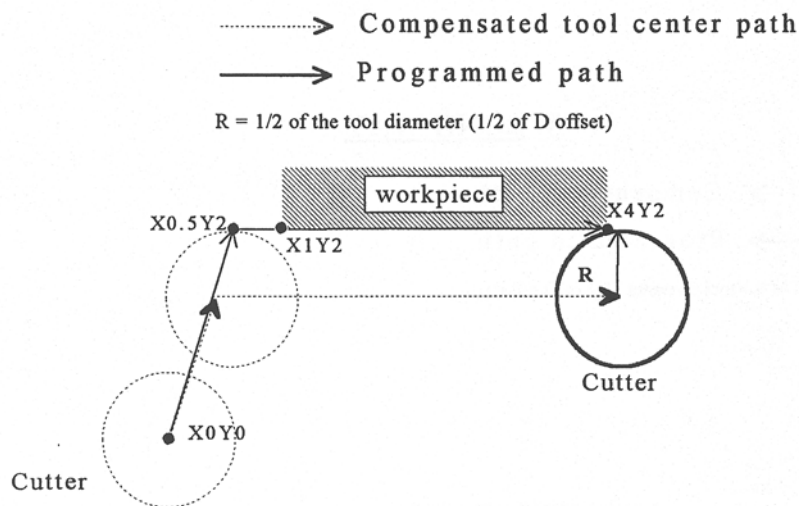 Compensated tool center path
Programmed path
R = 1/2 of the tool diameter (1/2 of D offset)
workpiece
X0.5Y2
X1Y2
X4Y2
R
Cutter
X0Y0
Cutter